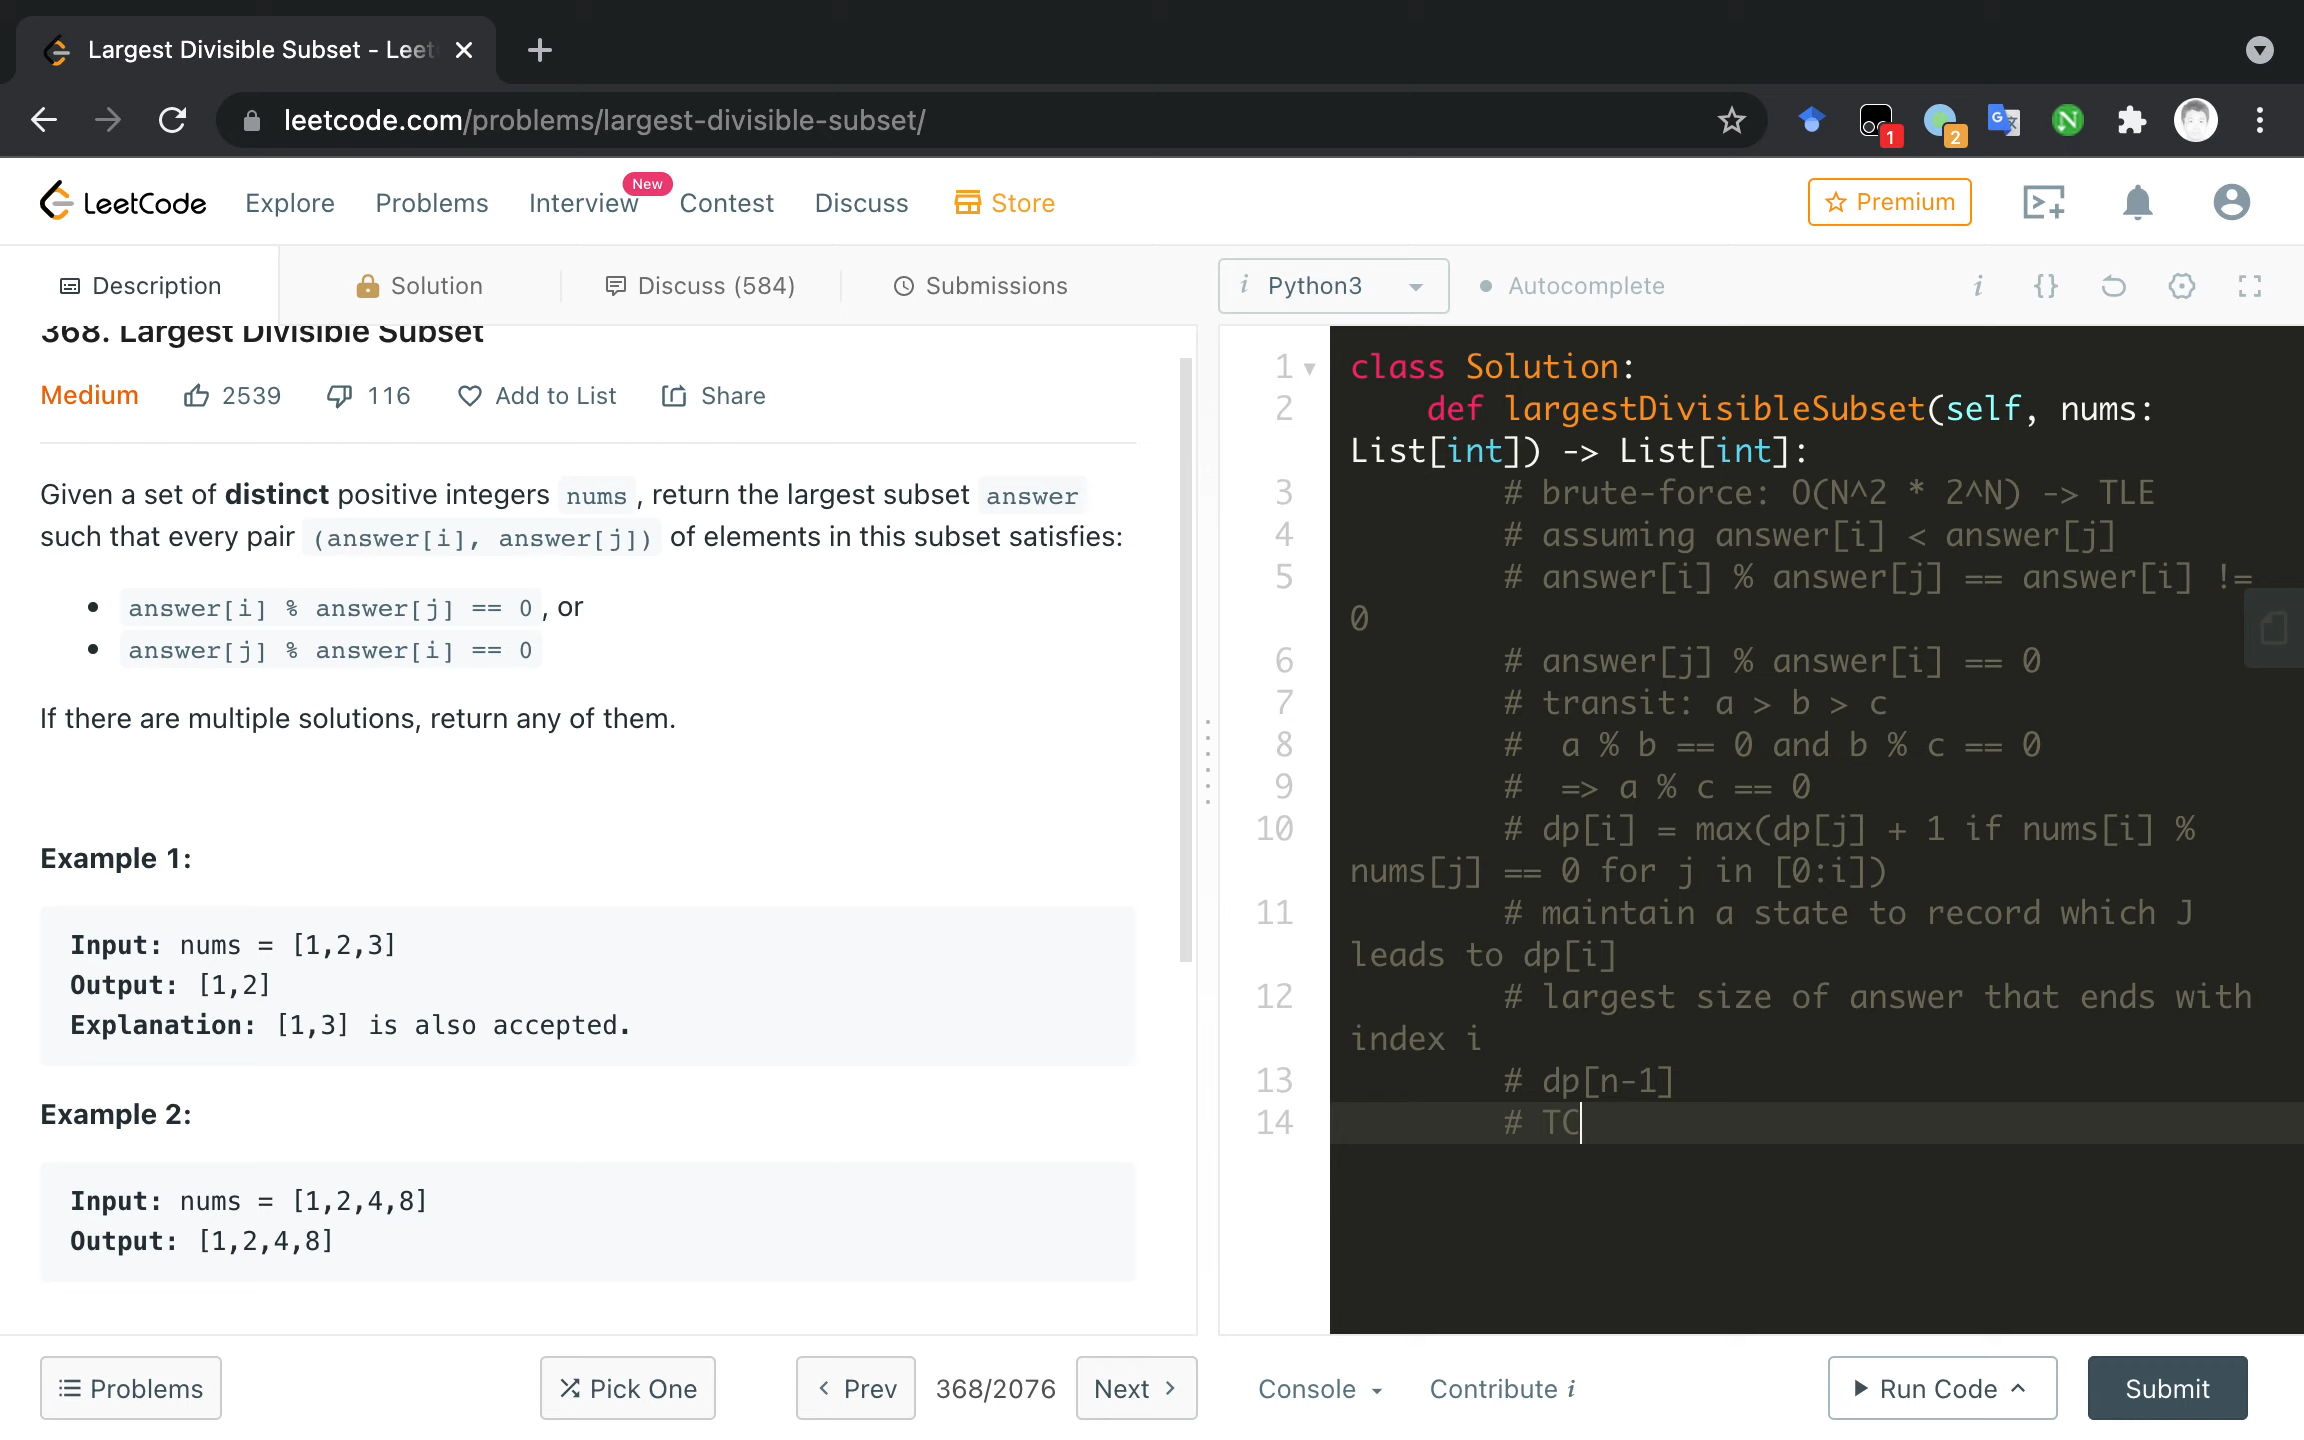 Largest Divisible Subset - Leet
leetcode.com/problems/largest-divisible-subset/
1
2
LeetCode Explore Problems Interview New Contest Discuss Store Premium
Description Solution Discuss (584) Submissions
i Python3 Autocomplete i {}
368. Largest Divisible Subset
Medium 2539 116 Add to List Share
Given a set of distinct positive integers nums, return the largest subset answer
such that every pair (answer[i], answer[j]) of elements in this subset satisfies:
answer[i] % answer[j] == 0, or
answer[j] % answer[i] == 0
If there are multiple solutions, return any of them.
Example 1:
Input: nums = [1,2,3]
Output: [1,2]
Explanation: [1,3] is also accepted.
Example 2:
Input: nums = [1,2,4,8]
Output: [1,2,4,8]
1 class Solution:
2 def largestDivisibleSubset(self, nums:
List[int]) -> List[int]:
3 # brute-force: O(N^2 * 2^N) -> TLE
4 # assuming answer[i] < answer[j]
5 # answer[i] % answer[j] == answer[i] !=
0
6 # answer[j] % answer[i] == 0
7 # transit: a > b > c
8 #  a % b == 0 and b % c == 0
9 #  => a % c == 0
10 # dp[i] = max(dp[j] + 1 if nums[i] %
nums[j] == 0 for j in [0:i])
11 # maintain a state to record which J
leads to dp[i]
12 # largest size of answer that ends with
index i
13 # dp[n-1]
14 # TC
Problems Pick One Prev 368/2076 Next Console Contribute i Run Code Submit